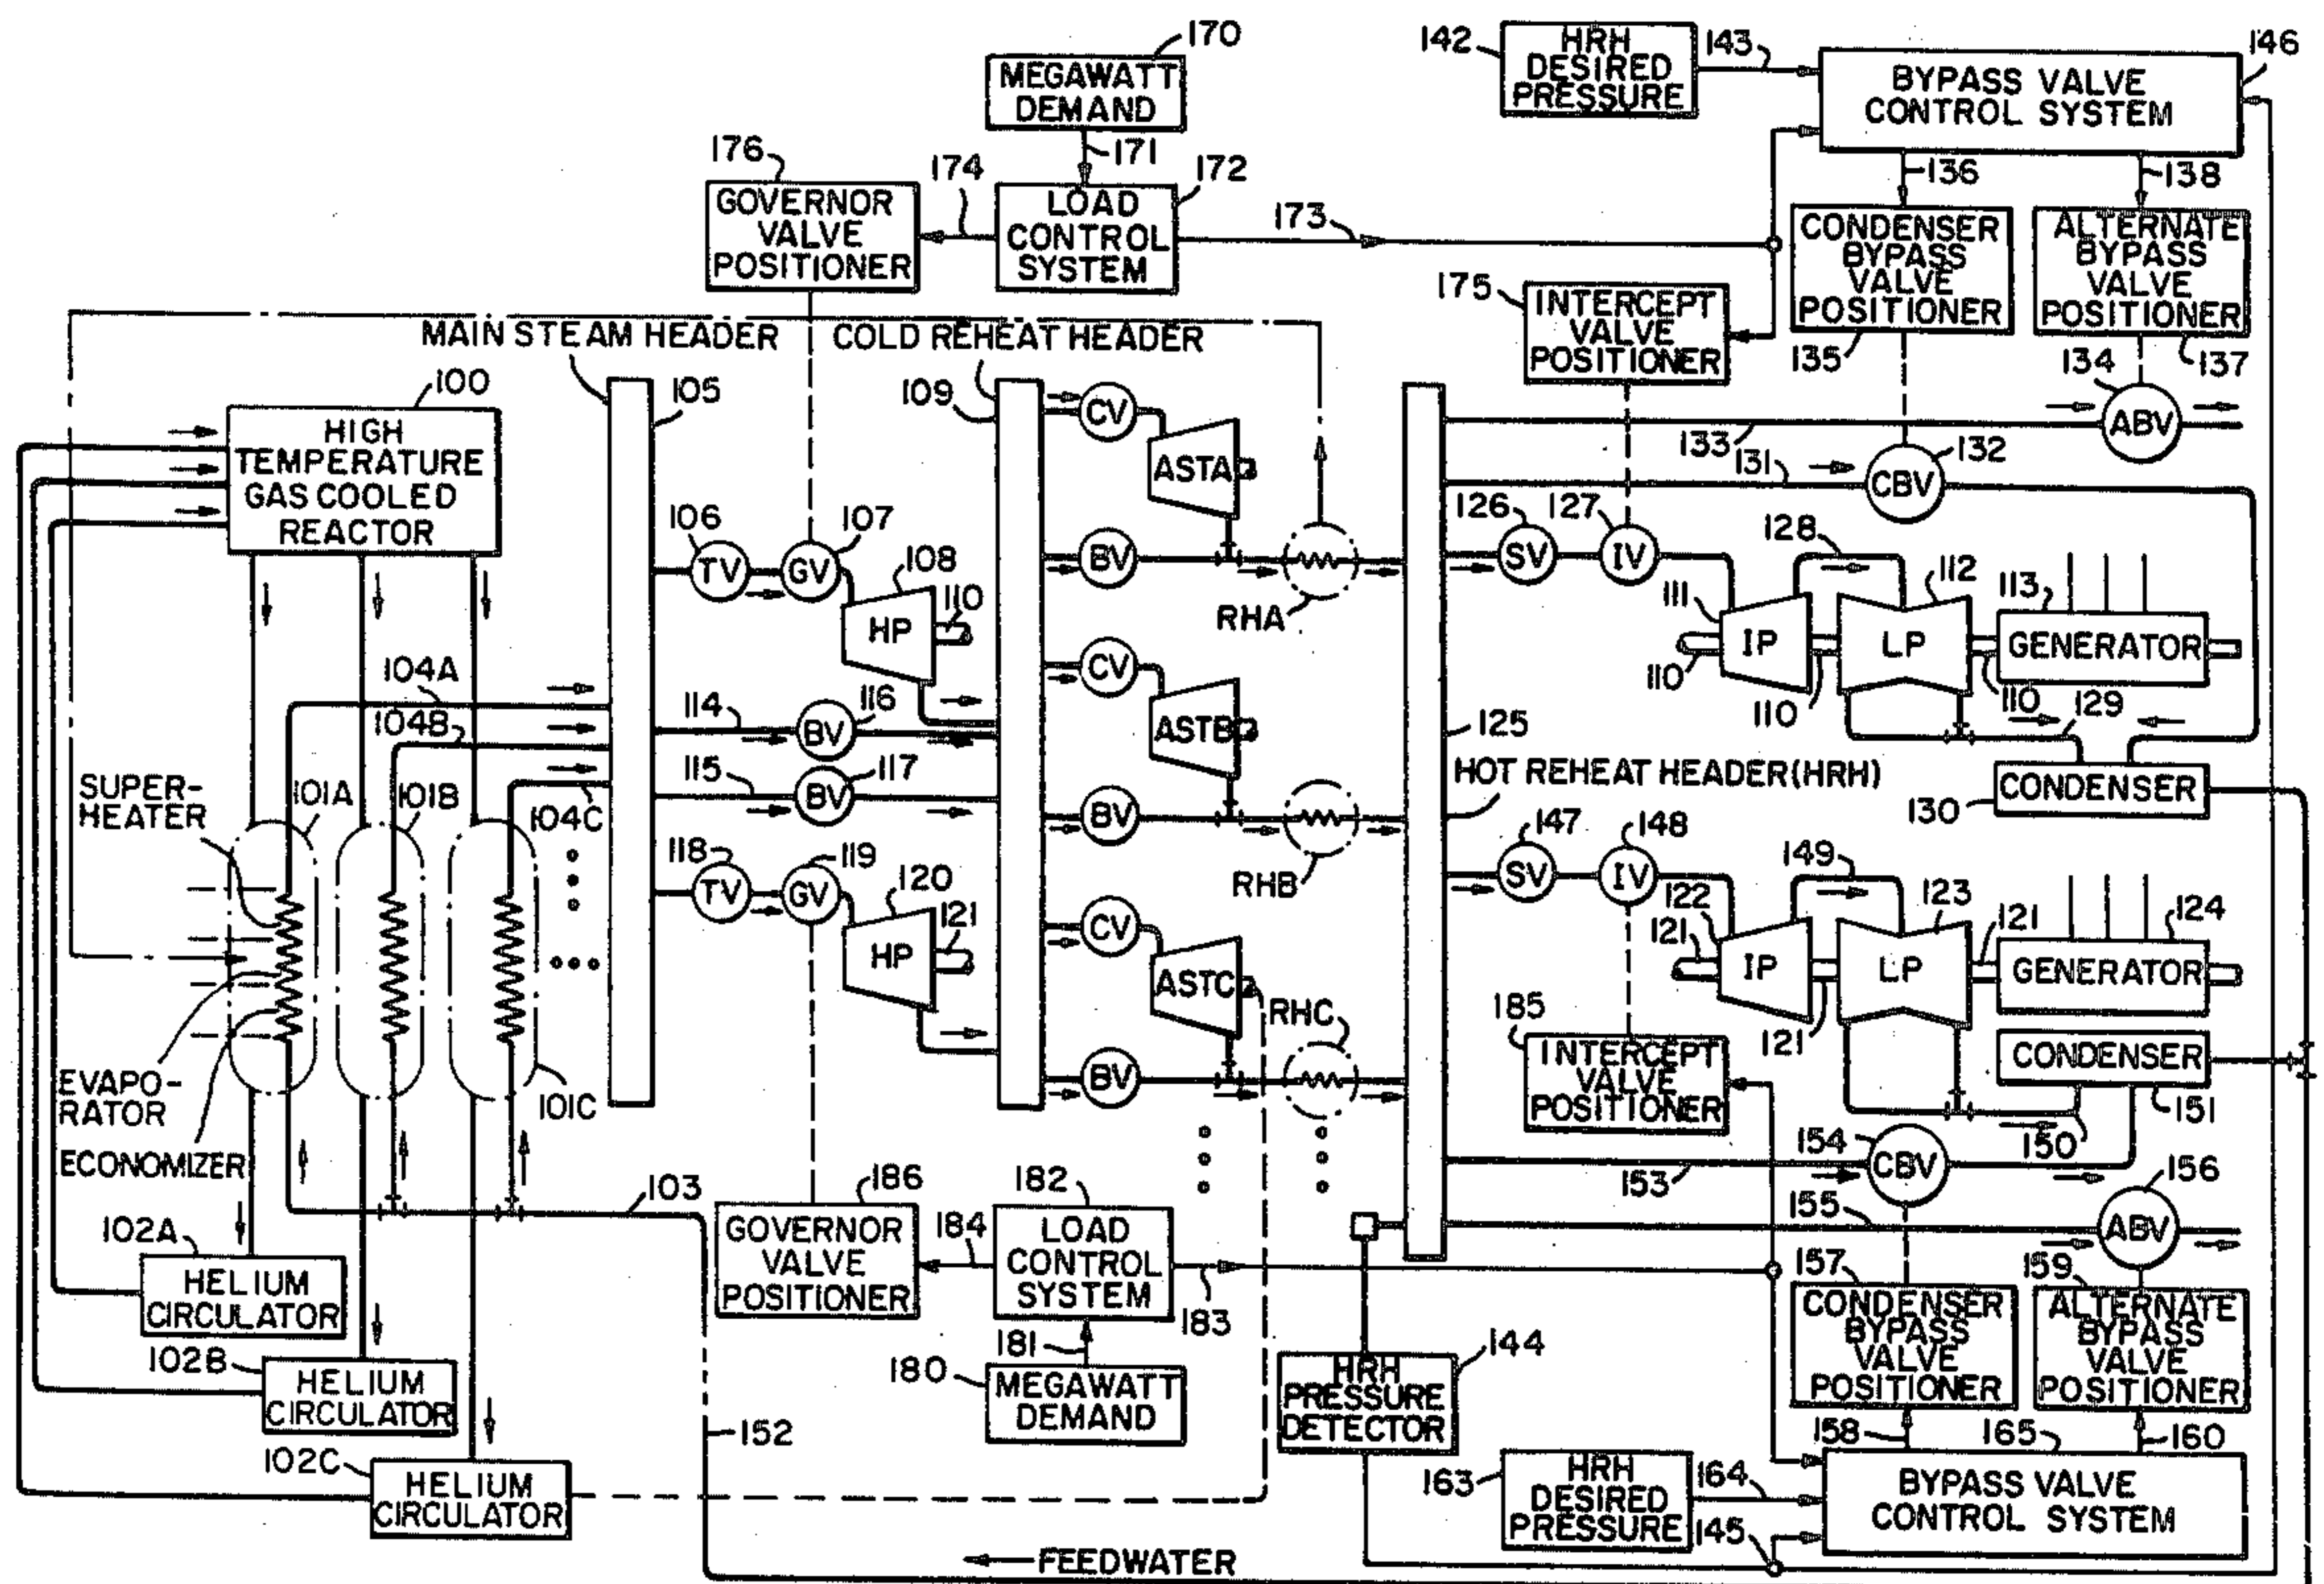 170
MEGAWATT
DEMAND
171
142
HRH
DESIRED
PRESSURE
143
146
BYPASS VALVE
CONTROL SYSTEM
176
GOVERNOR
VALVE
POSITIONER
174
172
LOAD
CONTROL
SYSTEM
173
136
138
CONDENSER
BYPASS
VALVE
POSITIONER
135
ALTERNATE
BYPASS
VALVE
POSITIONER
137
175
INTERCEPT
VALVE
POSITIONER
134
MAIN STEAM HEADER
COLD REHEAT HEADER
100
HIGH
TEMPERATURE
GAS COOLED
REACTOR
105
109
CV
ASTA
133
ABV
131
132
CBV
106
TV
107
GV
108
HP
110
BV
RHA
126
SV
127
IV
128
111
IP
110
110
112
LP
110
113
GENERATOR
129
104A
104B
104C
114
116
BV
115
117
BV
CV
ASTB
BV
RHB
125
HOT REHEAT HEADER (HRH)
CONDENSER
130
SUPER-
HEATER
101A
101B
101C
EVAPO-
RATOR
ECONOMIZER
118
TV
119
GV
120
HP
121
CV
ASTC
BV
RHC
147
SV
148
IV
149
122
121
IP
121
123
LP
121
124
GENERATOR
CONDENSER
151
150
185
INTERCEPT
VALVE
POSITIONER
154
CBV
153
156
ABV
155
103
102A
HELIUM
CIRCULATOR
102B
HELIUM
CIRCULATOR
102C
HELIUM
CIRCULATOR
186
GOVERNOR
VALVE
POSITIONER
184
182
LOAD
CONTROL
SYSTEM
183
181
180
MEGAWATT
DEMAND
152
144
HRH
PRESSURE
DETECTOR
157
CONDENSER
BYPASS
VALVE
POSITIONER
159
ALTERNATE
BYPASS
VALVE
POSITIONER
158
165
160
163
HRH
DESIRED
PRESSURE
164
145
BYPASS VALVE
CONTROL SYSTEM
FEEDWATER